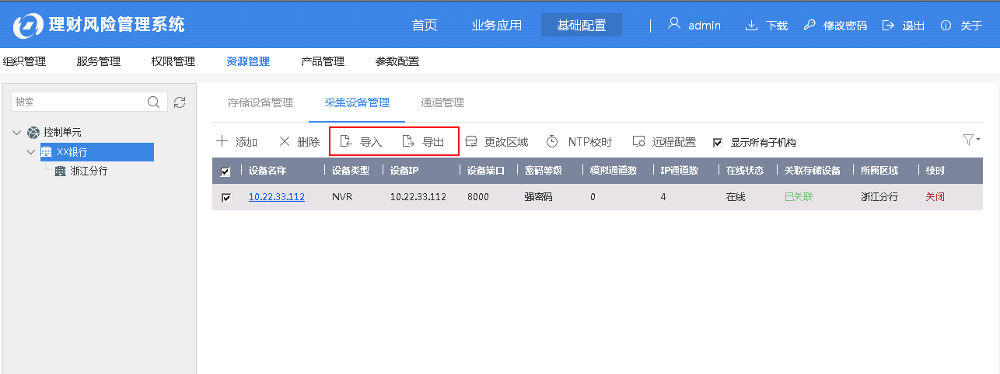 理财风险管理系统 首页 业务应用 基础配置 admin 下载 修改密码 退出 关于
组织管理 服务管理 权限管理 资源管理 产品管理 参数配置
搜索
控制单元
XX银行
浙江分行
存储设备管理 采集设备管理 通道管理
添加 删除 导入 导出 更改区域 NTP校时 远程配置 显示所有子机构
设备名称 设备类型 设备IP 设备端口 密码等级 模拟通道数 IP通道数 在线状态 关联存储设备 所属区域 校时
10.22.33.112 NVR 10.22.33.112 8000 强密码 0 4 在线 已关联 浙江分行 关闭